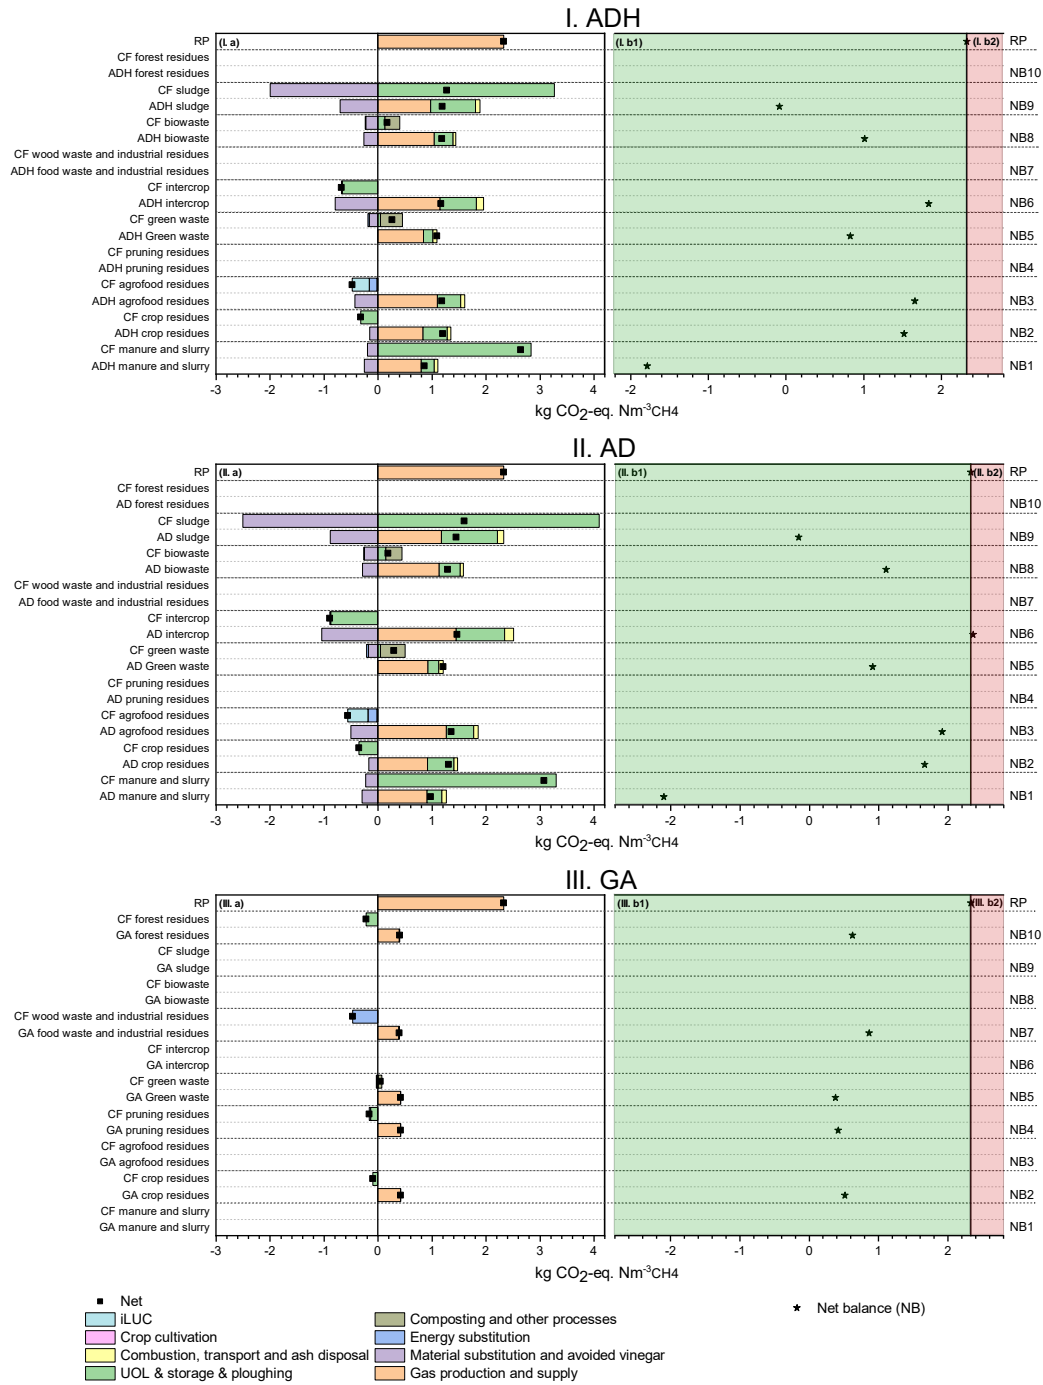 I. ADH
(I. a)
(I. b1)
(I. b2)
RP
RP
CF forest residues
ADH forest residues
NB10
CF sludge
ADH sludge
NB9
CF biowaste
ADH biowaste
NB8
CF wood waste and industrial residues
ADH food waste and industrial residues
NB7
CF intercrop
ADH intercrop
NB6
CF green waste
ADH Green waste
NB5
CF pruning residues
ADH pruning residues
NB4
CF agrofood residues
ADH agrofood residues
NB3
CF crop residues
ADH crop residues
NB2
CF manure and slurry
ADH manure and slurry
NB1
-3 -2 -1 0 1 2 3 4
-2 -1 0 1 2
kg CO2-eq. Nm-3CH4
II. AD
(II. a)
(II. b1)
(II. b2)
RP
RP
CF forest residues
AD forest residues
NB10
CF sludge
AD sludge
NB9
CF biowaste
AD biowaste
NB8
CF wood waste and industrial residues
AD food waste and industrial residues
NB7
CF intercrop
AD intercrop
NB6
CF green waste
AD Green waste
NB5
CF pruning residues
AD pruning residues
NB4
CF agrofood residues
AD agrofood residues
NB3
CF crop residues
AD crop residues
NB2
CF manure and slurry
AD manure and slurry
NB1
-3 -2 -1 0 1 2 3 4
-2 -1 0 1 2
kg CO2-eq. Nm-3CH4
III. GA
(III. a)
(III. b1)
(III. b2)
RP
RP
CF forest residues
GA forest residues
NB10
CF sludge
GA sludge
NB9
CF biowaste
GA biowaste
NB8
CF wood waste and industrial residues
GA food waste and industrial residues
NB7
CF intercrop
GA intercrop
NB6
CF green waste
GA Green waste
NB5
CF pruning residues
GA pruning residues
NB4
CF agrofood residues
GA agrofood residues
NB3
CF crop residues
GA crop residues
NB2
CF manure and slurry
GA manure and slurry
NB1
-3 -2 -1 0 1 2 3 4
-2 -1 0 1 2
kg CO2-eq. Nm-3CH4
Net
iLUC
Crop cultivation
Combustion, transport and ash disposal
UOL & storage & ploughing
Composting and other processes
Energy substitution
Material substitution and avoided vinegar
Gas production and supply
Net balance (NB)